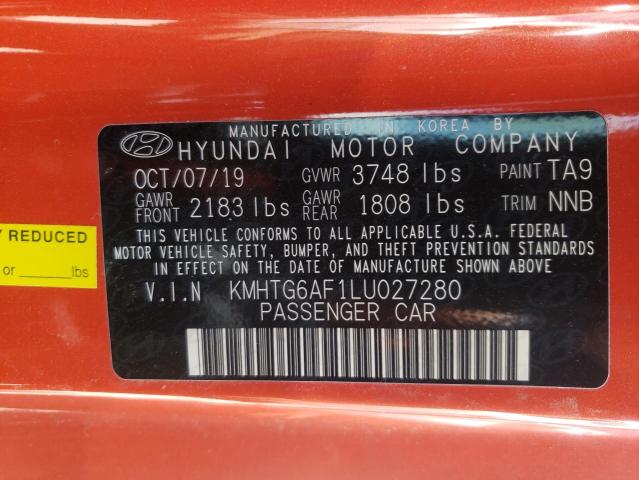 MANUFACTURED IN KOREA BY
HYUNDAI MOTOR COMPANY
OCT/07/19 GVWR 3748 lbs PAINT TA9
GAWR FRONT 2183 lbs GAWR REAR 1808 lbs TRIM NNB
THIS VEHICLE CONFORMS TO ALL APPLICABLE U.S.A. FEDERAL
MOTOR VEHICLE SAFETY, BUMPER, AND THEFT PREVENTION STANDARDS
IN EFFECT ON THE DATE OF MANUFACTURE SHOWN ABOVE.
V.I.N KMHTG6AF1LU027280
PASSENGER CAR
REDUCED
or ______lbs